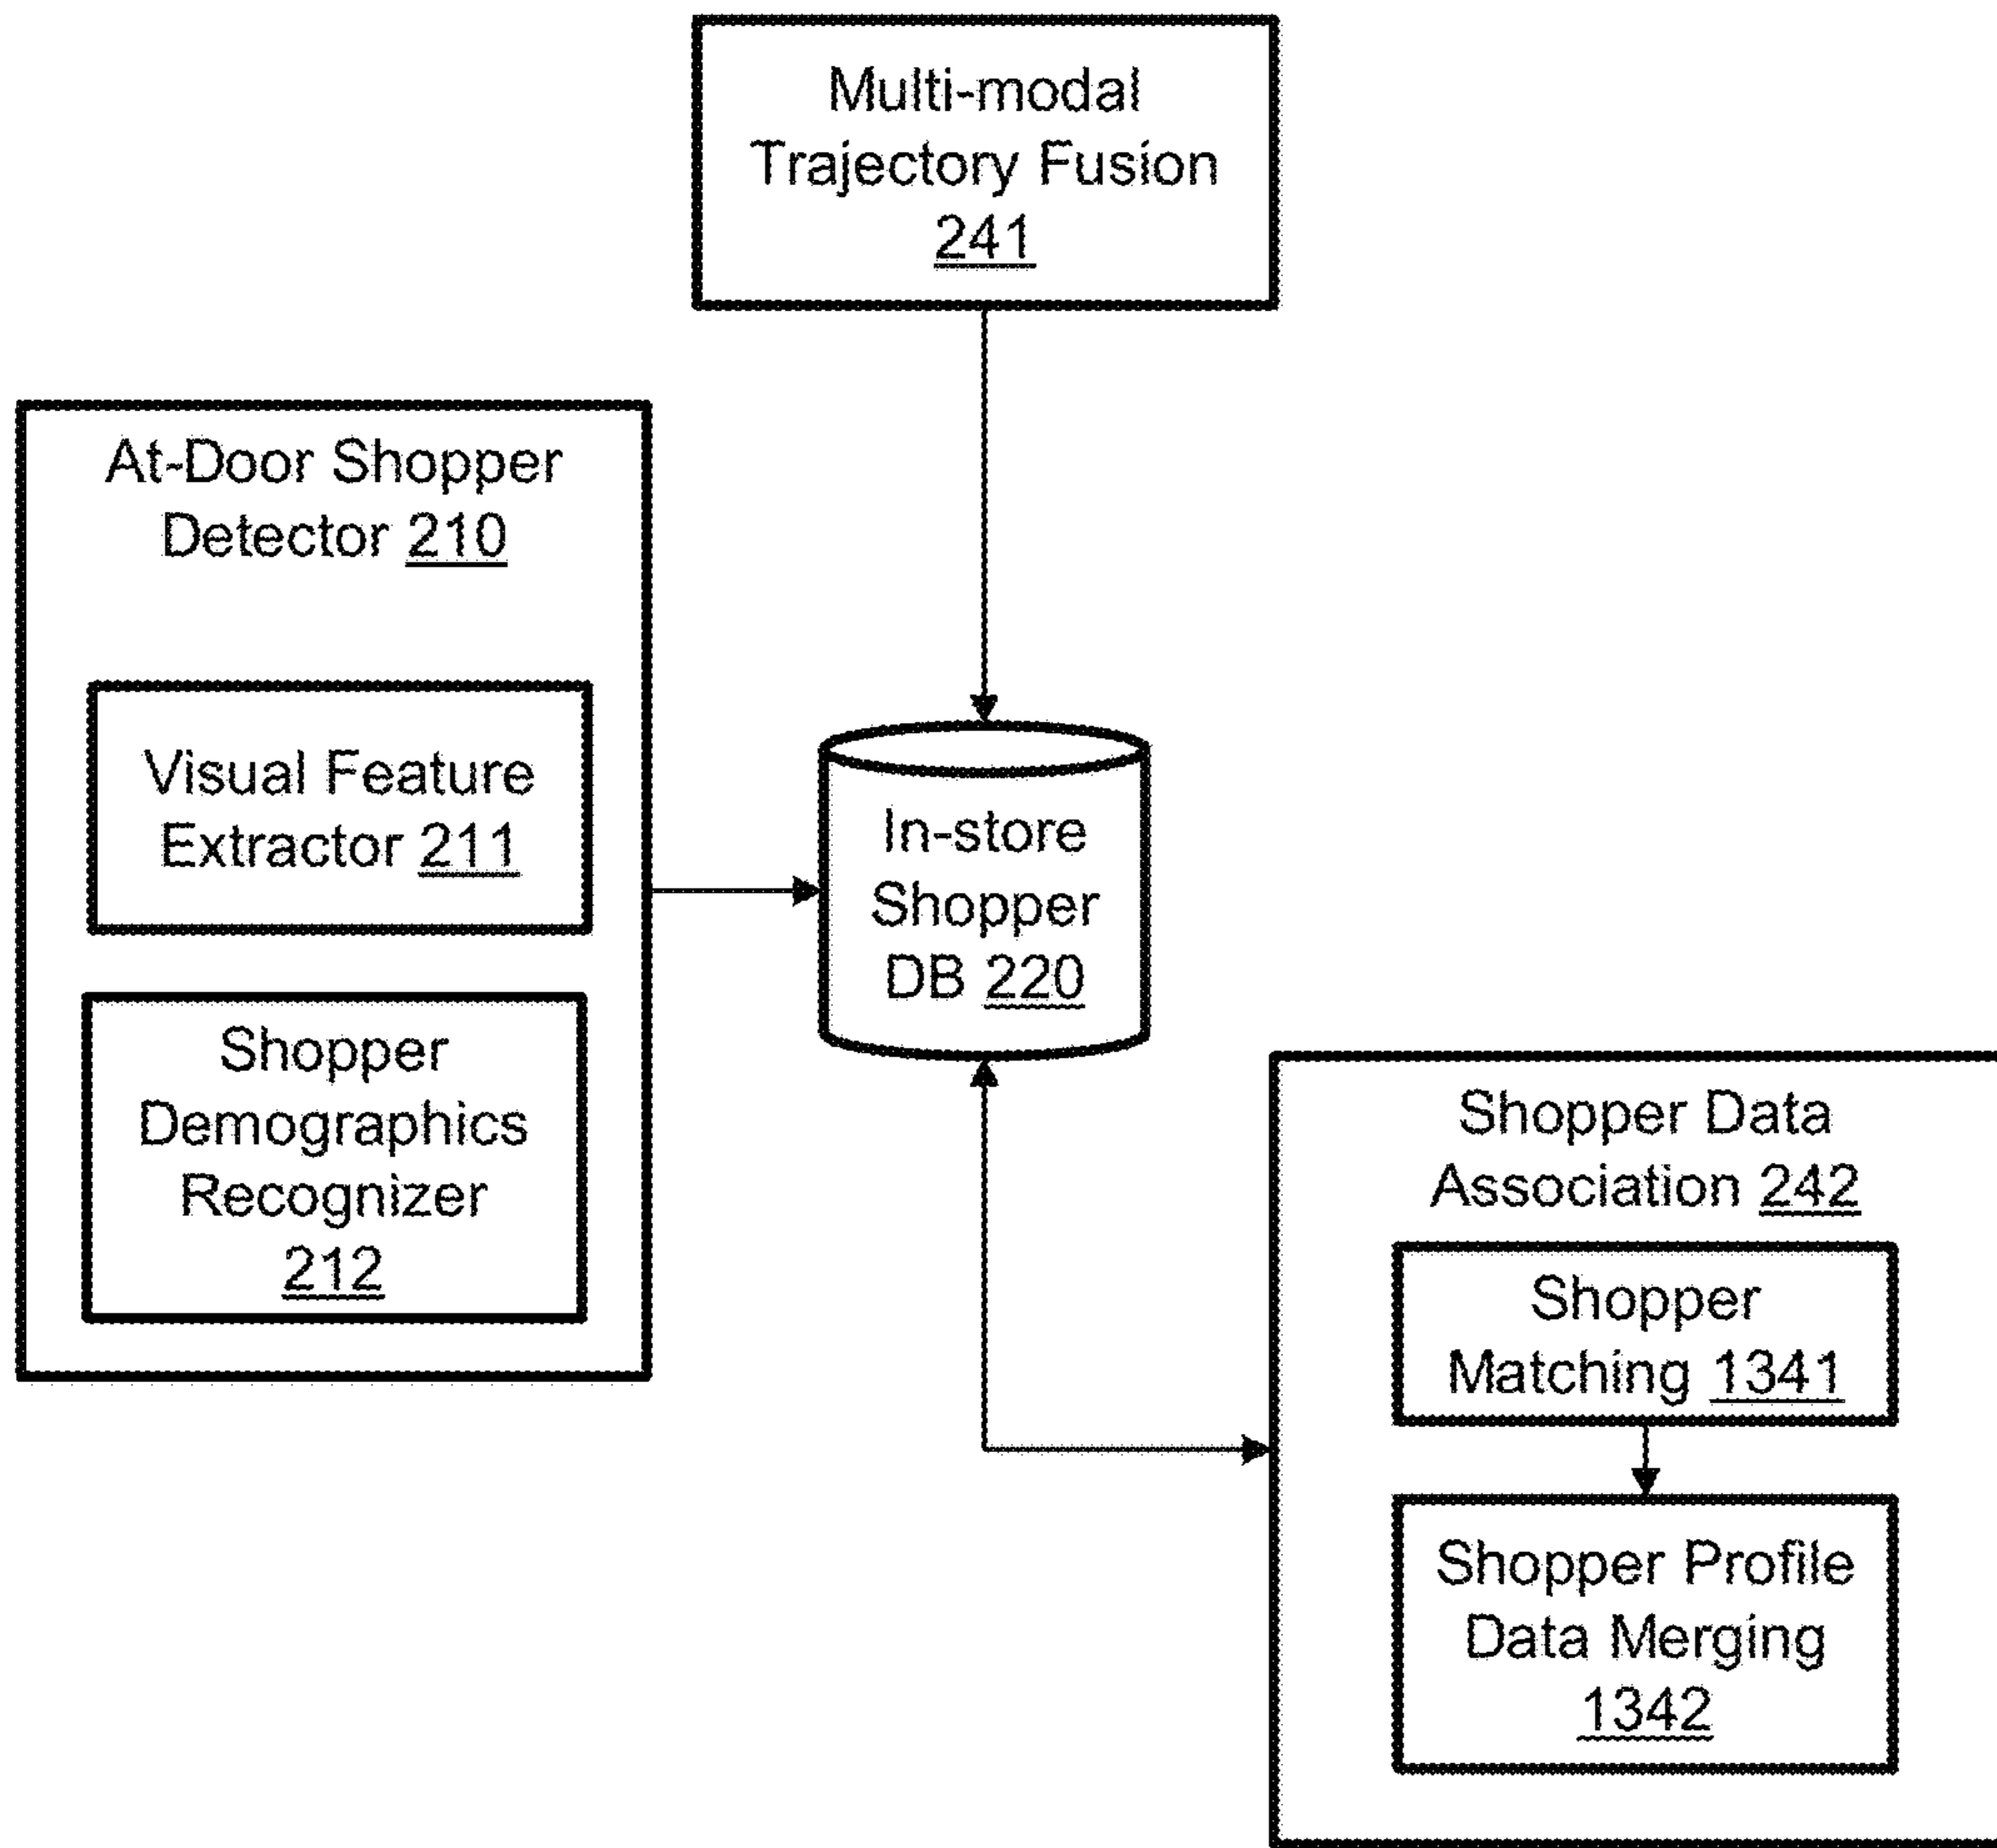 Multi-modal
Trajectory Fusion
241
At-Door Shopper
Detector 210
Visual Feature
Extractor 211
Shopper
Demographics
Recognizer
212
In-store
Shopper
DB 220
Shopper Data
Association 242
Shopper
Matching 1341
Shopper Profile
Data Merging
1342